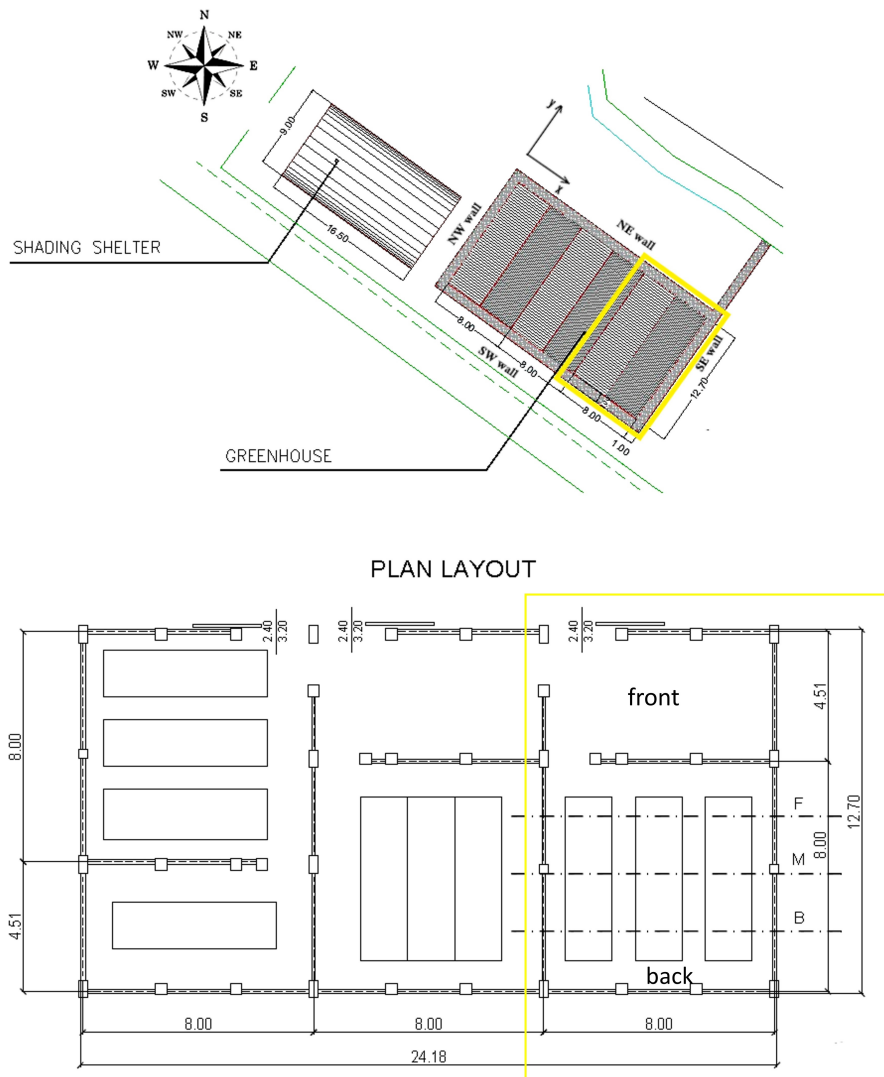 N
NW NE
W E
SW SE
S
y
x
9.00
16.50
SHADING SHELTER
NW wall
NE wall
8.00
SW wall
8.00
SE wall
12.70
8.00
1.00
GREENHOUSE
PLAN LAYOUT
2.40
3.20
2.40
3.20
2.40
3.20
front
4.51
8.00
F
12.70
8.00
M
B
4.51
back
8.00 8.00 8.00
24.18